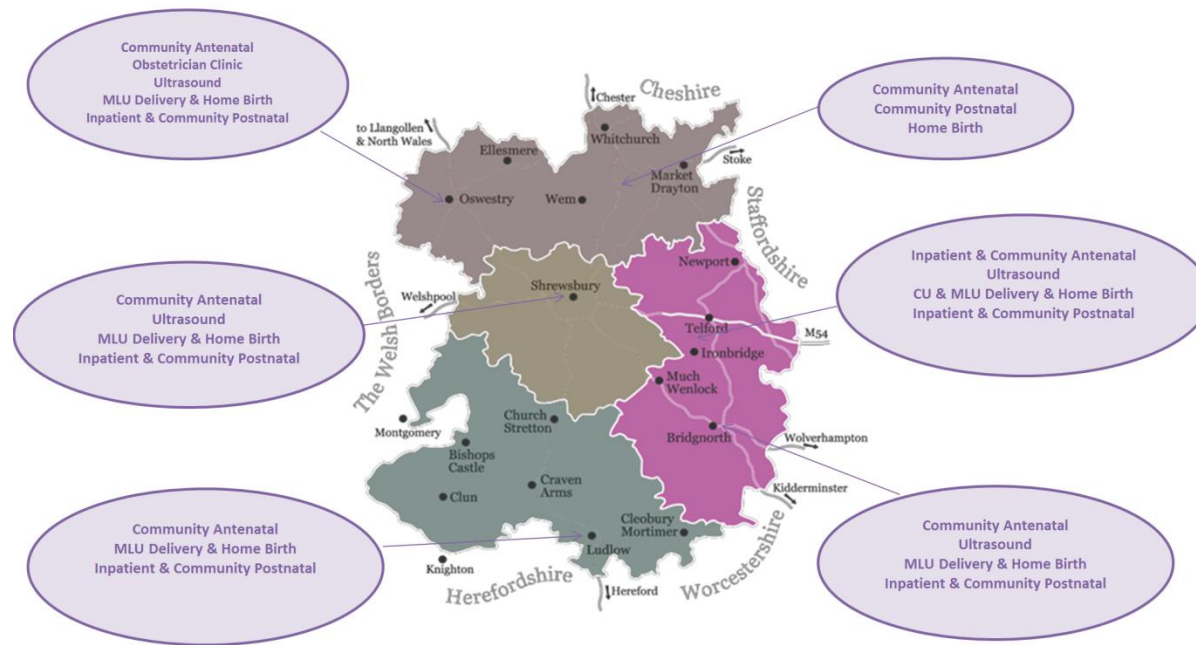 Community Antenatal
Obstetrician Clinic
Ultrasound
MLU Delivery & Home Birth
Inpatient & Community Postnatal
Community Antenatal
Community Postnatal
Home Birth
Cheshire
Chester
Whitchurch
to Llangollen
& North Wales
Ellesmere
Stoke
Market
Drayton
Oswestry
Wem
Staffordshire
Inpatient & Community Antenatal
Ultrasound
CU & MLU Delivery & Home Birth
Inpatient & Community Postnatal
Newport
Community Antenatal
Ultrasound
MLU Delivery & Home Birth
Inpatient & Community Postnatal
Shrewsbury
Welshpool
The Welsh Borders
Telford
M54
Ironbridge
Much
Wenlock
Church
Stretton
Montgomery
Bishops
Castle
Bridgnorth
Wolverhampton
Craven
Arms
Clun
Kidderminster
Cleobury
Mortimer
Ludlow
Knighton
Herefordshire
Hereford
Worcestershire
Community Antenatal
MLU Delivery & Home Birth
Inpatient & Community Postnatal
Community Antenatal
Ultrasound
MLU Delivery & Home Birth
Inpatient & Community Postnatal